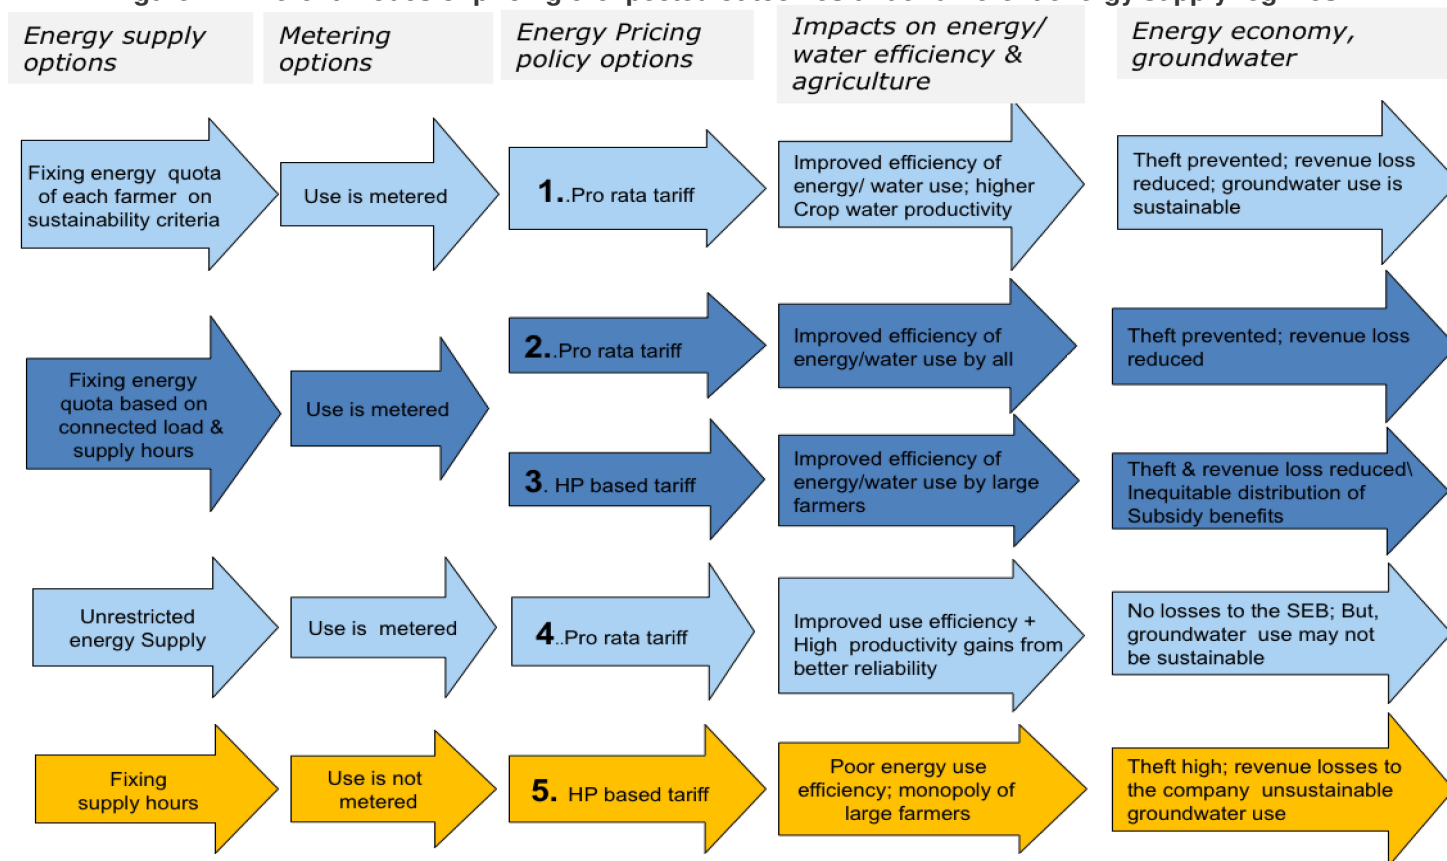 Energy supply
options
Metering
options
Energy Pricing
policy options
Impacts on energy/
water efficiency &
agriculture
Energy economy,
groundwater
Fixing energy quota
of each farmer on
sustainability criteria
Use is metered
1..Pro rata tariff
Improved efficiency of
energy/ water use; higher
Crop water productivity
Theft prevented; revenue loss
reduced; groundwater use is
sustainable
Fixing energy
quota based on
connected load &
supply hours
Use is metered
2..Pro rata tariff
Improved efficiency of
energy/water use by all
Theft prevented; revenue loss
reduced
3. HP based tariff
Improved efficiency of
energy/water use by large
farmers
Theft & revenue loss reduced\
Inequitable distribution of
Subsidy benefits
Unrestricted
energy Supply
Use is metered
4..Pro rata tariff
Improved use efficiency +
High productivity gains from
better reliability
No losses to the SEB; But,
groundwater use may not
be sustainable
Fixing
supply hours
Use is not
metered
5. HP based tariff
Poor energy use
efficiency; monopoly of
large farmers
Theft high; revenue losses to
the company unsustainable
groundwater use